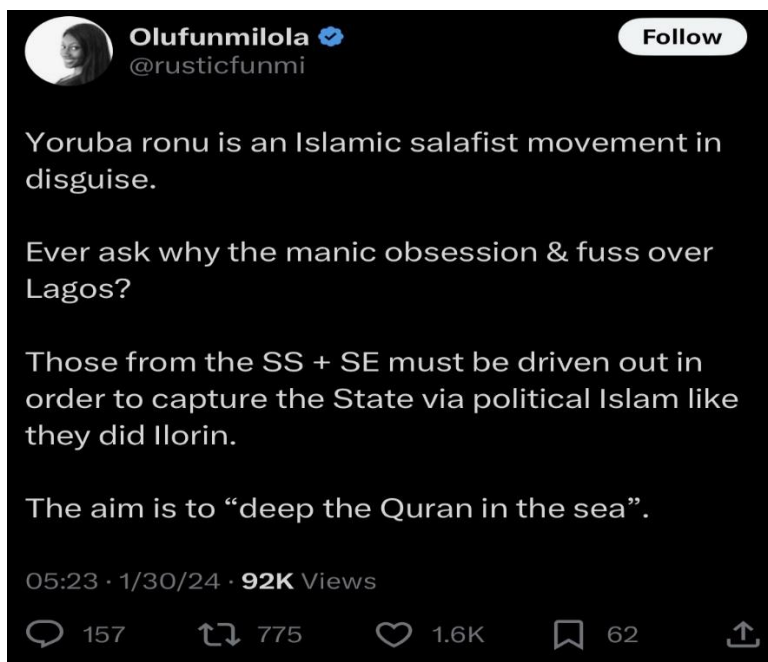 Olufunmilola
Follow
@rusticfunmi
Yoruba ronu is an Islamic salafist movement in
disguise.
Ever ask why the manic obsession & fuss over
Lagos?
Those from the SS + SE must be driven out in
order to capture the State via political Islam like
they did Ilorin.
The aim is to “deep the Quran in the sea”.
05:23 · 1/30/24 · 92K Views
157 775 1.6K 62